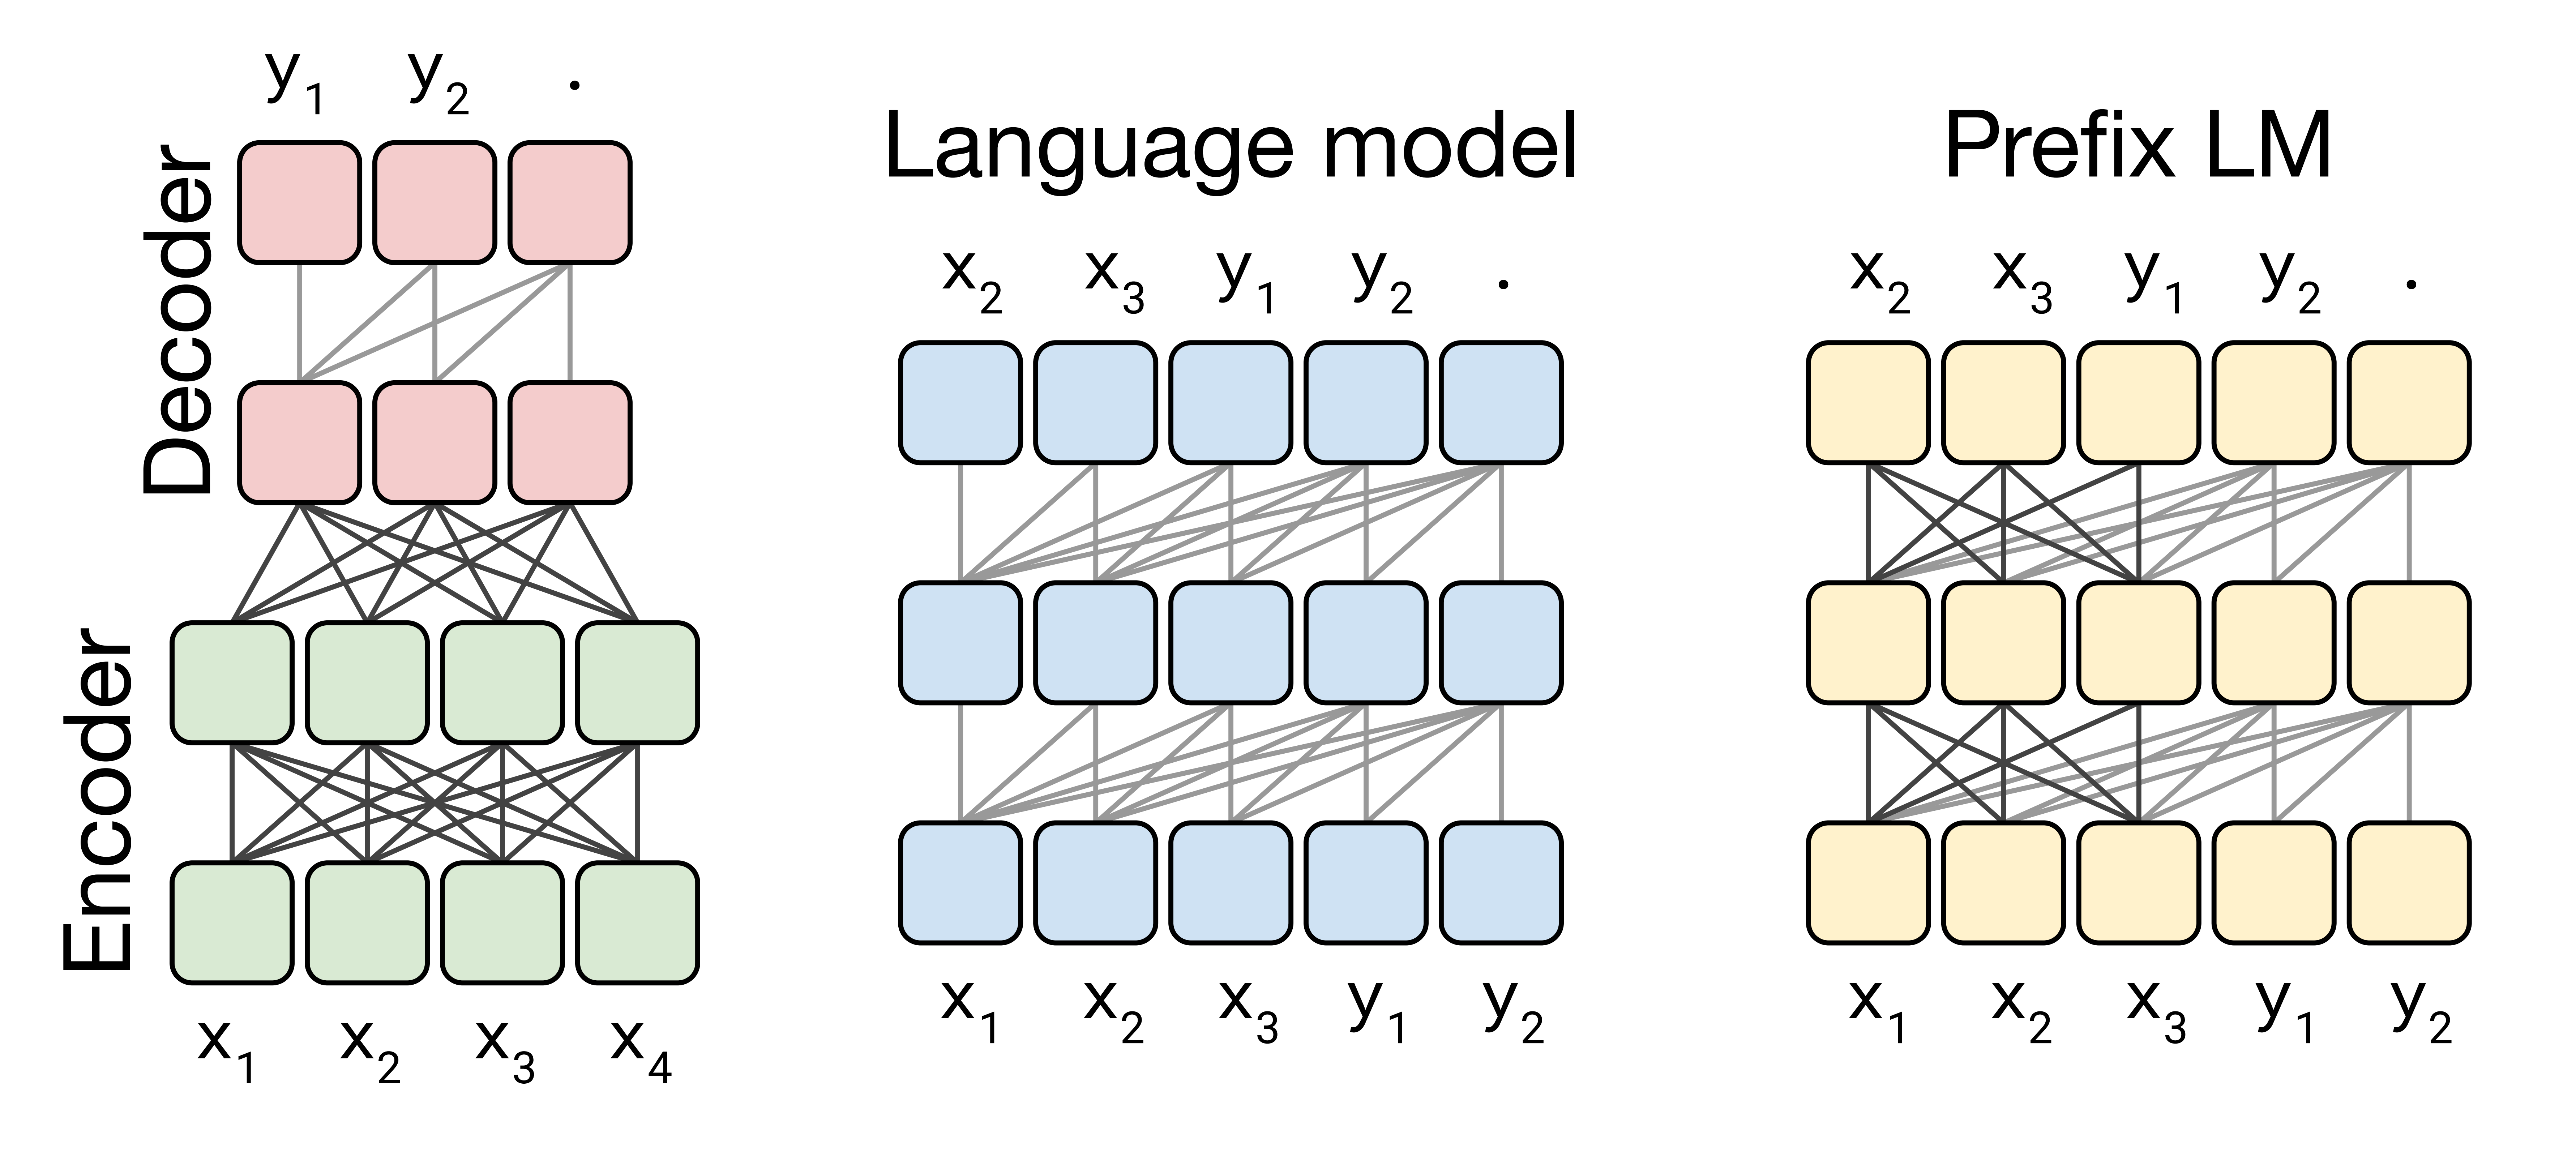 y₁ y₂ .
Decoder
Encoder
x₁ x₂ x₃ x₄
Language model
x₂ x₃ y₁ y₂ .
x₁ x₂ x₃ y₁ y₂
Prefix LM
x₂ x₃ y₁ y₂ .
x₁ x₂ x₃ y₁ y₂